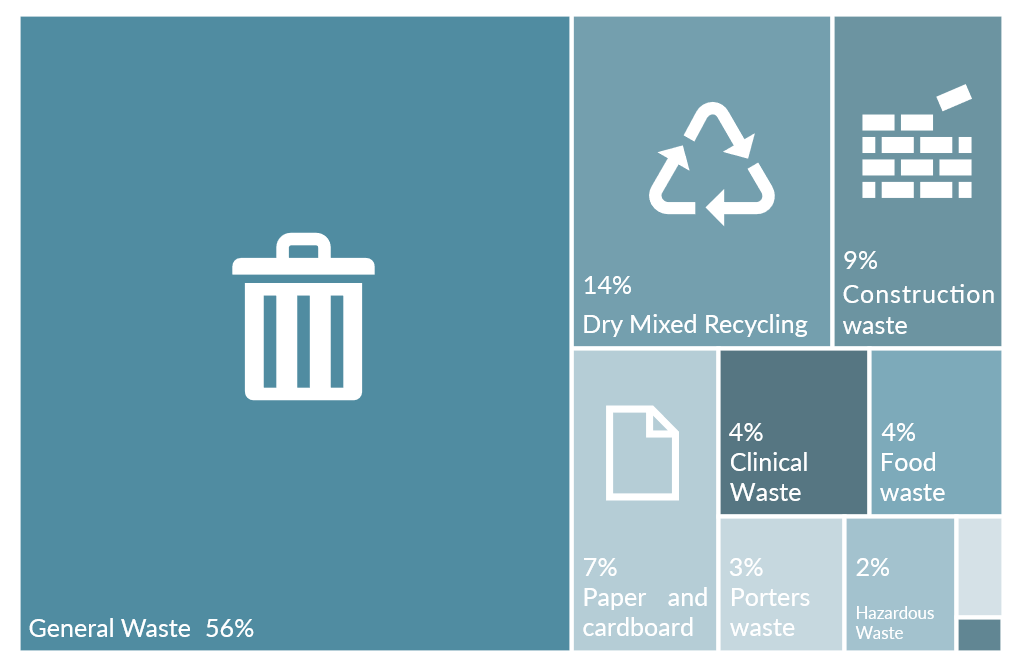 General Waste 56%
14%
Dry Mixed Recycling
9%
Construction
waste
7%
Paper and
cardboard
4%
Clinical
Waste
4%
Food
waste
3%
Porters
waste
2%
Hazardous
Waste